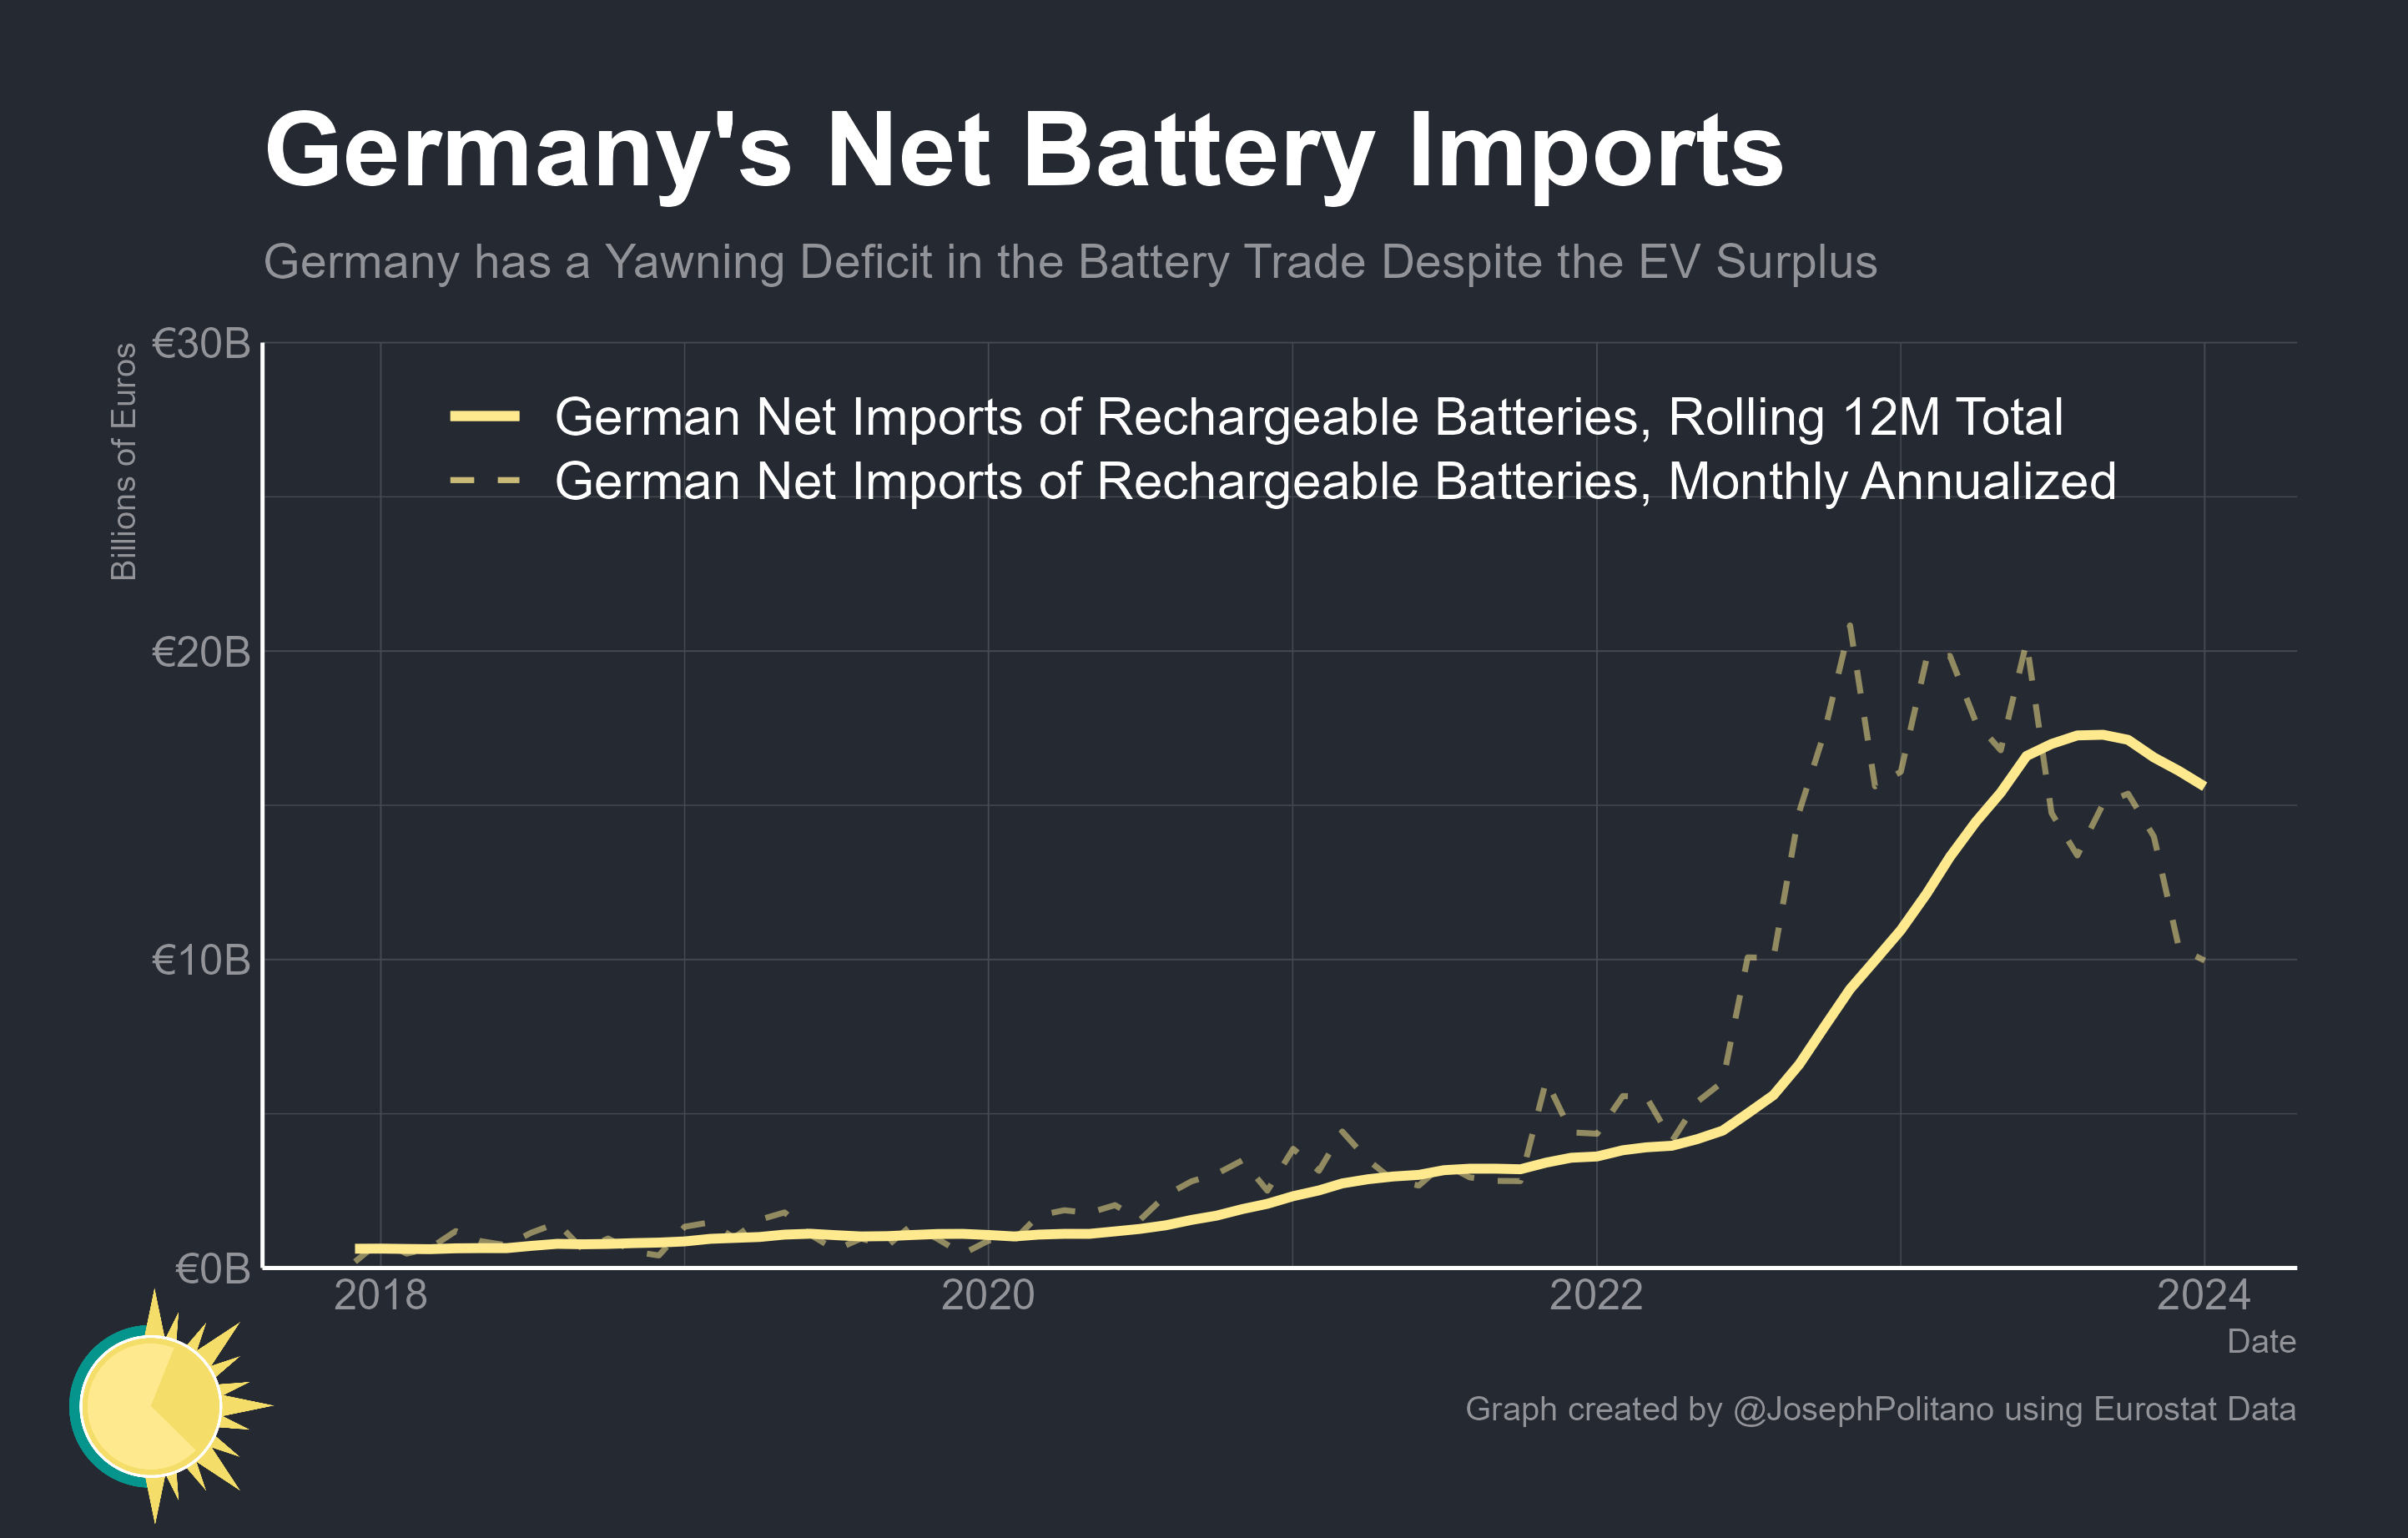 Germany's Net Battery Imports
Germany has a Yawning Deficit in the Battery Trade Despite the EV Surplus
Billions of Euros
€30B
€20B
€10B
€0B
German Net Imports of Rechargeable Batteries, Rolling 12M Total
German Net Imports of Rechargeable Batteries, Monthly Annualized
2018 2020 2022 2024
Date
Graph created by @JosephPolitano using Eurostat Data